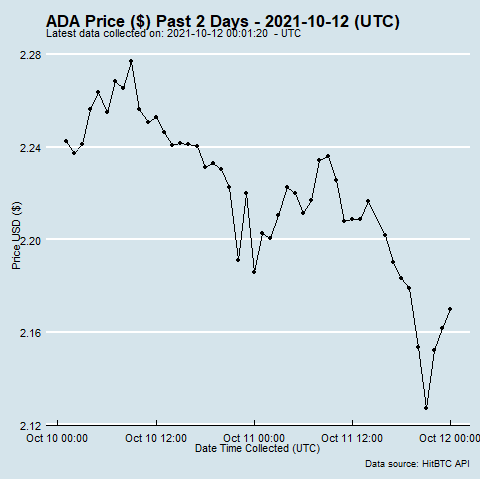 ADA Price ($) Past 2 Days - 2021-10-12 (UTC)
Latest data collected on: 2021-10-12 00:01:20 - UTC
2.28
2.24
2.20
2.16
2.12
Price USD ($)
Oct 10 00:00 Oct 10 12:00 Oct 11 00:00 Oct 11 12:00 Oct 12 00:00
Date Time Collected (UTC)
Data source: HitBTC API